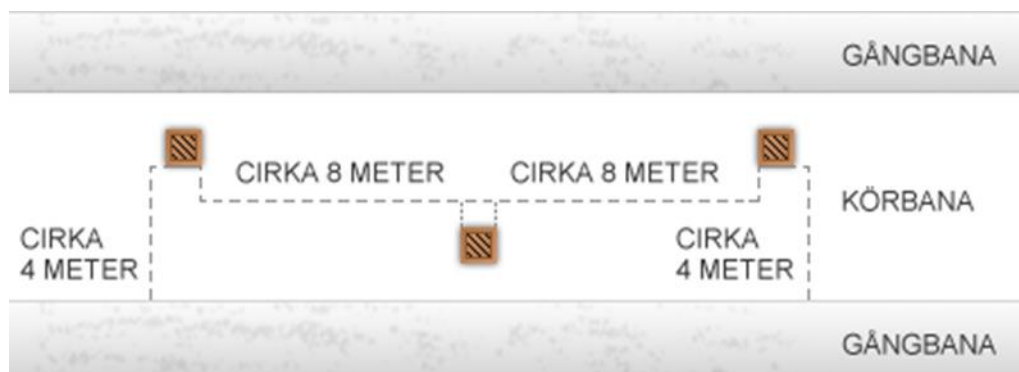 GÅNGBANA
CIRKA 8 METER
CIRKA 8 METER
KÖRBANA
CIRKA
4 METER
CIRKA
4 METER
GÅNGBANA